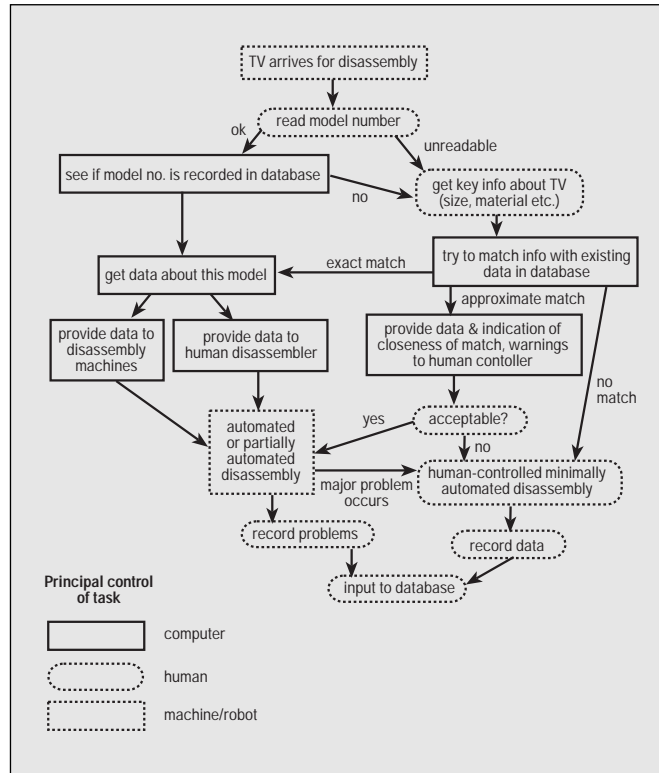 TV arrives for disassembly
read model number
ok
unreadable
see if model no. is recorded in database
no
get key info about TV
(size, material etc.)
exact match
try to match info with existing
data in database
get data about this model
approximate match
provide data to
disassembly
machines
provide data to
human disassembler
provide data & indication of
closeness of match, warnings
to human contoller
no
match
yes
acceptable?
automated
or partially
automated
disassembly
no
major problem
occurs
human-controlled minimally
automated disassembly
record problems
record data
input to database
Principal control
of task
computer
human
machine/robot